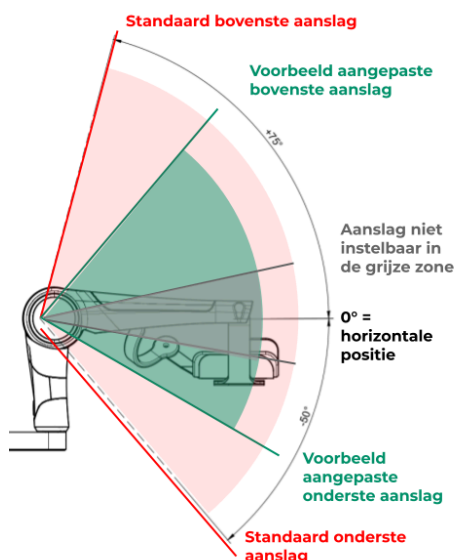 Standaard bovenste aanslag
Voorbeeld aangepaste
bovenste aanslag
+75°
Aanslag niet
instelbaar in
de grijze zone
0° =
horizontale
positie
-50°
Voorbeeld
aangepaste
onderste aanslag
Standaard onderste
aanslag